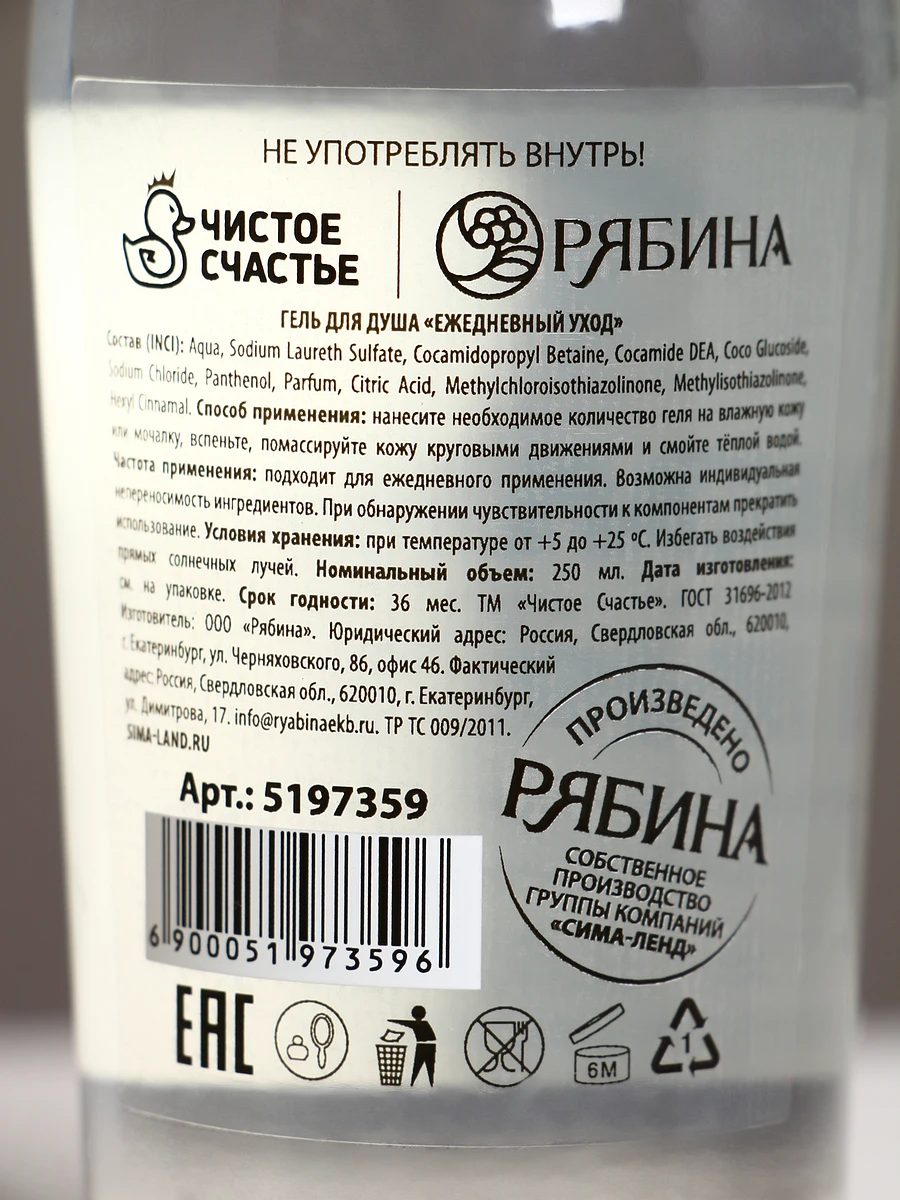 НЕ УПОТРЕБЛЯТЬ ВНУТРЬ!
ЧИСТОЕ
СЧАСТЬЕ
РЯБИНА
ГЕЛЬ ДЛЯ ДУША «ЕЖЕДНЕВНЫЙ УХОД»
Состав (INCI): Aqua, Sodium Laureth Sulfate, Cocamidopropyl Betaine, Cocamide DEA, Coco Glucoside,
Sodium Chloride, Panthenol, Parfum, Citric Acid, Methylchloroisothiazolinone, Methylisothiazolinone,
Hexyl Cinnamal. Способ применения: нанесите необходимое количество геля на влажную кожу
или мочалку, вспеньте, помассируйте кожу круговыми движениями и смойте тёплой водой.
Частота применения: подходит для ежедневного применения. Возможна индивидуальная
непереносимость ингредиентов. При обнаружении чувствительности к компонентам прекратить
использование. Условия хранения: при температуре от +5 до +25 ºС. Избегать воздействия
прямых солнечных лучей. Номинальный объем: 250 мл. Дата изготовления:
см. на упаковке. Срок годности: 36 мес. ТМ «Чистое Счастье». ГОСТ 31696-2012
Изготовитель: ООО «Рябина». Юридический адрес: Россия, Свердловская обл., 620010,
г. Екатеринбург, ул. Черняховского, 86, офис 46. Фактический
адрес: Россия, Свердловская обл., 620010, г. Екатеринбург,
ул. Димитрова, 17. info@ryabinaekb.ru. ТР ТС 009/2011.
SIMA-LAND.RU
Арт.: 5197359
6 900051 973596
ПРОИЗВЕДЕНО
РЯБИНА
СОБСТВЕННОЕ
ПРОИЗВОДСТВО
ГРУППЫ КОМПАНИЙ
«СИМА-ЛЕНД»
EAC
6M
1